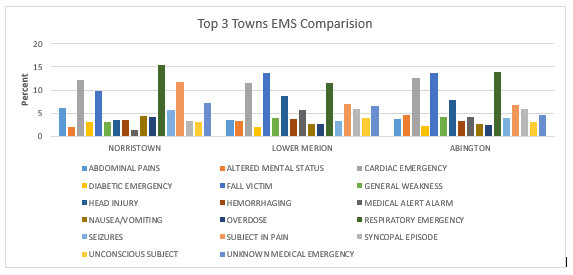 Top 3 Towns EMS Comparision
20
15
10
5
0
Percent
NORRISTOWN LOWER MERION ABINGTON
ABDOMINAL PAINS ALTERED MENTAL STATUS CARDIAC EMERGENCY
DIABETIC EMERGENCY FALL VICTIM GENERAL WEAKNESS
HEAD INJURY HEMORRHAGING MEDICAL ALERT ALARM
NAUSEA/VOMITING OVERDOSE RESPIRATORY EMERGENCY
SEIZURES SUBJECT IN PAIN SYNCOPAL EPISODE
UNCONSCIOUS SUBJECT UNKNOWN MEDICAL EMERGENCY